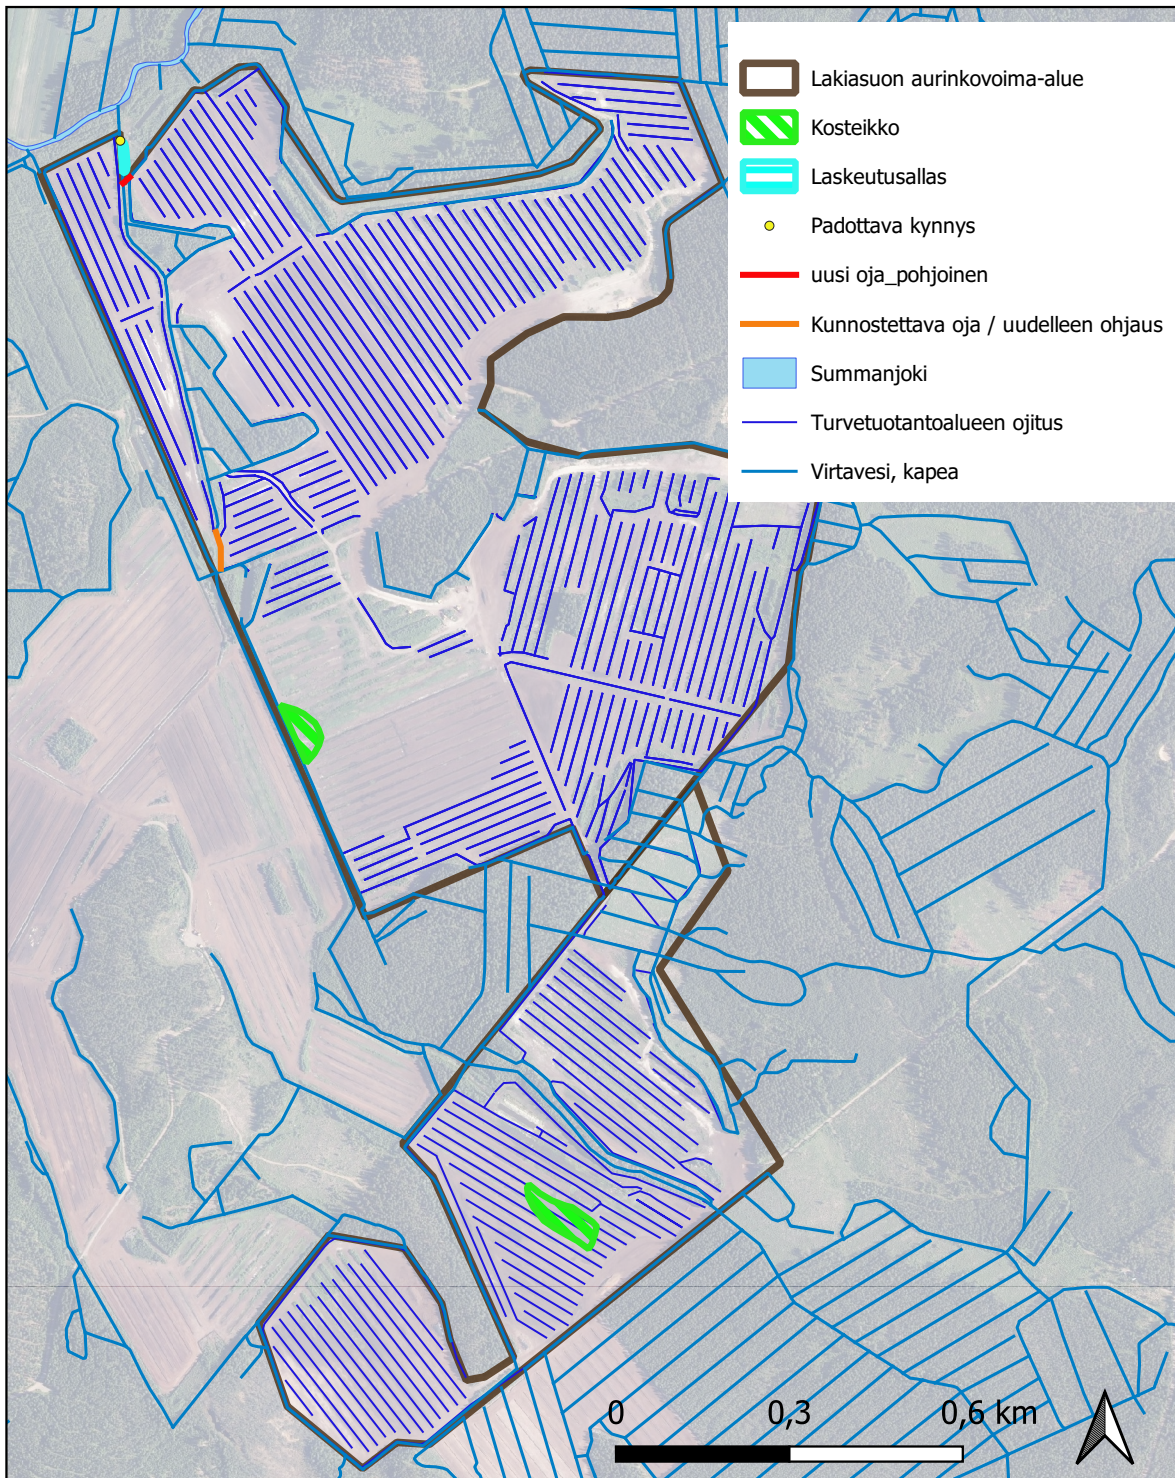 Lakiasuon aurinkovoima-alue
Kosteikko
Laskeutusallas
Padottava kynnys
uusi oja_pohjoinen
Kunnostettava oja / uudelleen ohjaus
Summanjoki
Turvetuotantoalueen ojitus
Virtavesi, kapea
0 0,3 0,6 km